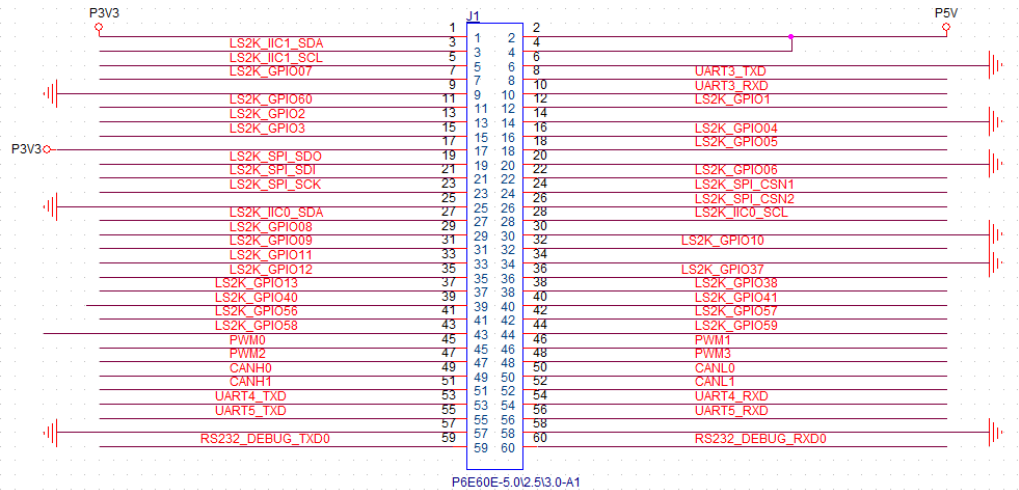 P3V3 J1 P5V
1 1 2 2
LS2K_IIC1_SDA 3 3 4 4
LS2K_IIC1_SCL 5 5 6 6
LS2K_GPIO07 7 7 8 8 UART3_TXD
9 9 10 10 UART3_RXD
LS2K_GPIO60 11 11 12 12 LS2K_GPIO1
LS2K_GPIO2 13 13 14 14
LS2K_GPIO3 15 15 16 16 LS2K_GPIO04
P3V3 17 17 18 18 LS2K_GPIO05
LS2K_SPI_SDO 19 19 20 20
LS2K_SPI_SDI 21 21 22 22 LS2K_GPIO06
LS2K_SPI_SCK 23 23 24 24 LS2K_SPI_CSN1
25 25 26 26 LS2K_SPI_CSN2
LS2K_IIC0_SDA 27 27 28 28 LS2K_IIC0_SCL
LS2K_GPIO08 29 29 30 30
LS2K_GPIO09 31 31 32 32 LS2K_GPIO10
LS2K_GPIO11 33 33 34 34
LS2K_GPIO12 35 35 36 36 LS2K_GPIO37
LS2K_GPIO13 37 37 38 38 LS2K_GPIO38
LS2K_GPIO40 39 39 40 40 LS2K_GPIO41
LS2K_GPIO56 41 41 42 42 LS2K_GPIO57
LS2K_GPIO58 43 43 44 44 LS2K_GPIO59
PWM0 45 45 46 46 PWM1
PWM2 47 47 48 48 PWM3
CANH0 49 49 50 50 CANL0
CANH1 51 51 52 52 CANL1
UART4_TXD 53 53 54 54 UART4_RXD
UART5_TXD 55 55 56 56 UART5_RXD
57 57 58 58
RS232_DEBUG_TXD0 59 59 60 60 RS232_DEBUG_RXD0
P6E60E-5.0\2.5\3.0-A1